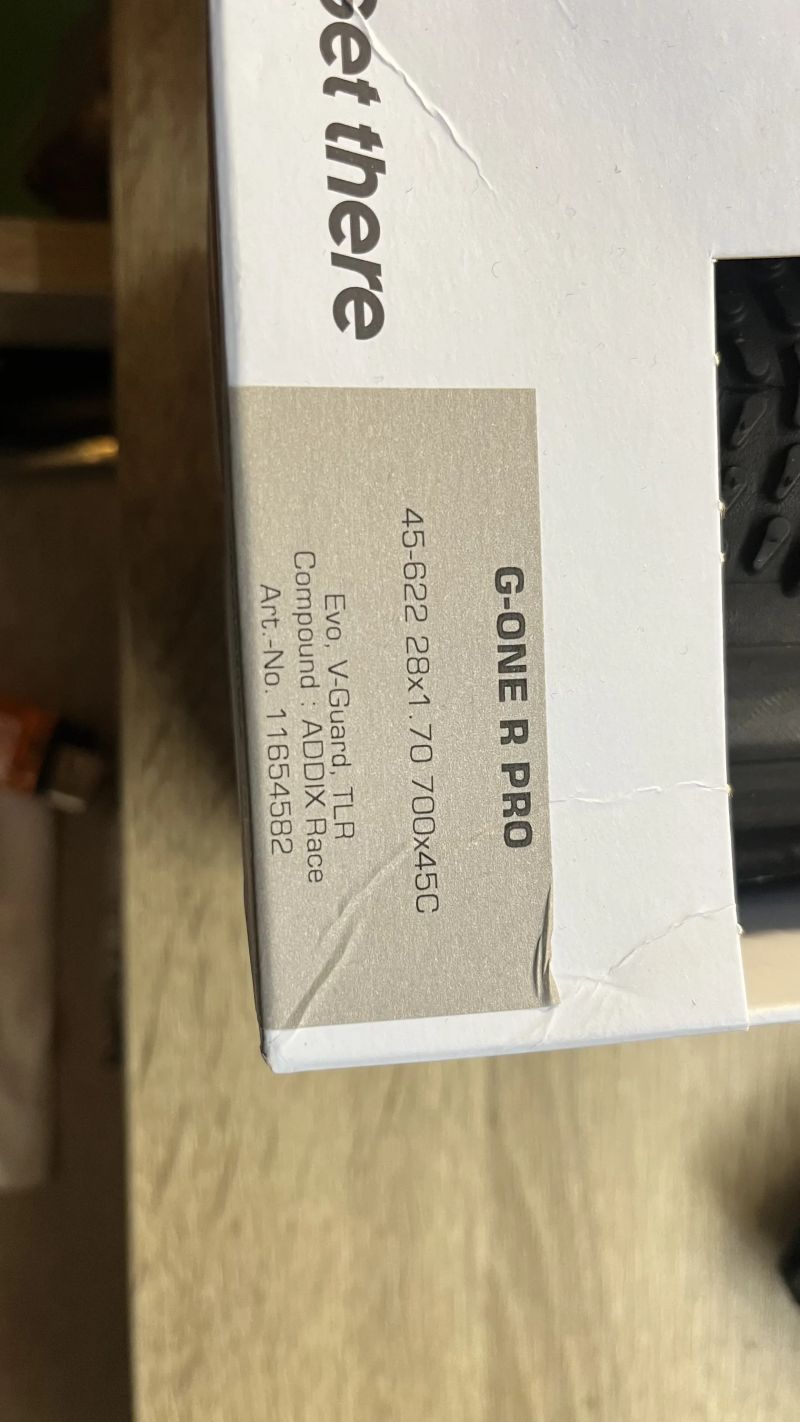 et there
G-ONE R PRO
45-622 28x1.70 700x45C
Evo, V-Guard, TLR
Compound : ADDIX Race
Art.-No. 11654582